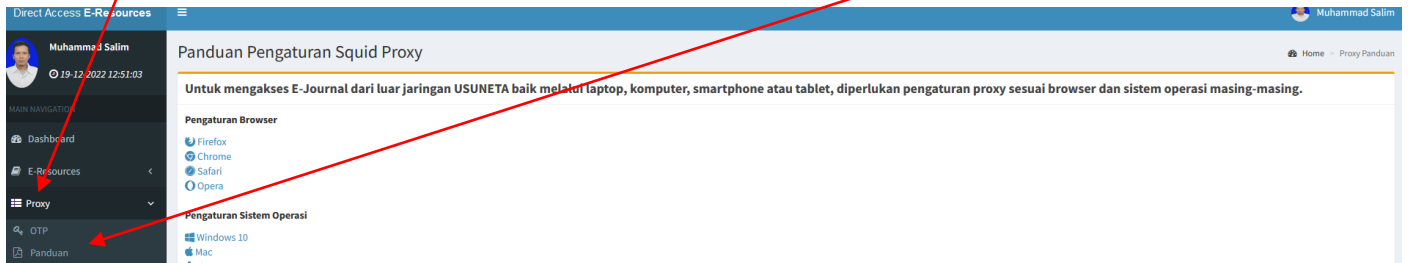 Direct Access E-Resources
Muhammad Salim
Muhammad Salim
19-12-2022 12:51:03
MAIN NAVIGATION
Dashboard
E-Resources
Proxy
OTP
Panduan
Panduan Pengaturan Squid Proxy
Home > Proxy Panduan
Untuk mengakses E-Journal dari luar jaringan USUNETA baik melalui laptop, komputer, smartphone atau tablet, diperlukan pengaturan proxy sesuai browser dan sistem operasi masing-masing.
Pengaturan Browser
Firefox
Chrome
Safari
Opera
Pengaturan Sistem Operasi
Windows 10
Mac